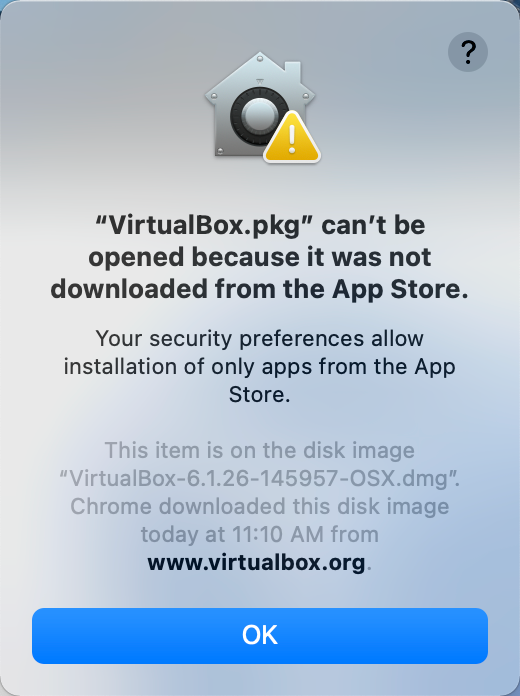 ?
“VirtualBox.pkg” can’t be
opened because it was not
downloaded from the App Store.
Your security preferences allow
installation of only apps from the App
Store.
This item is on the disk image
“VirtualBox-6.1.26-145957-OSX.dmg”.
Chrome downloaded this disk image
today at 11:10 AM from
www.virtualbox.org.
OK